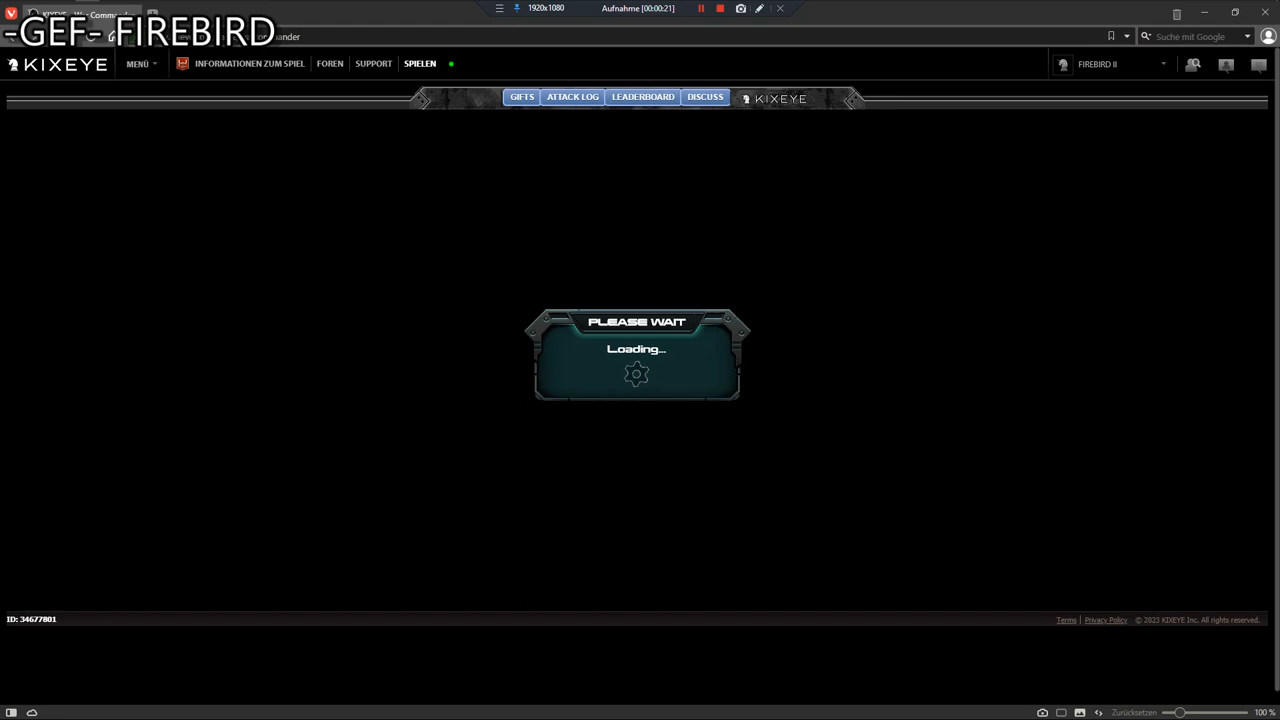 1920x1080 Aufnahme [00:00:21]
-GEF- FIREBIRD
Suche mit Google
KIXEYE MENÜ INFORMATIONEN ZUM SPIEL FOREN SUPPORT SPIELEN FIREBIRD II
GIFTS ATTACK LOG LEADERBOARD DISCUSS KIXEYE
PLEASE WAIT
Loading...
ID: 34677801 Terms | Privacy Policy © 2023 KIXEYE Inc. All rights reserved.
Zurücksetzen 100 %